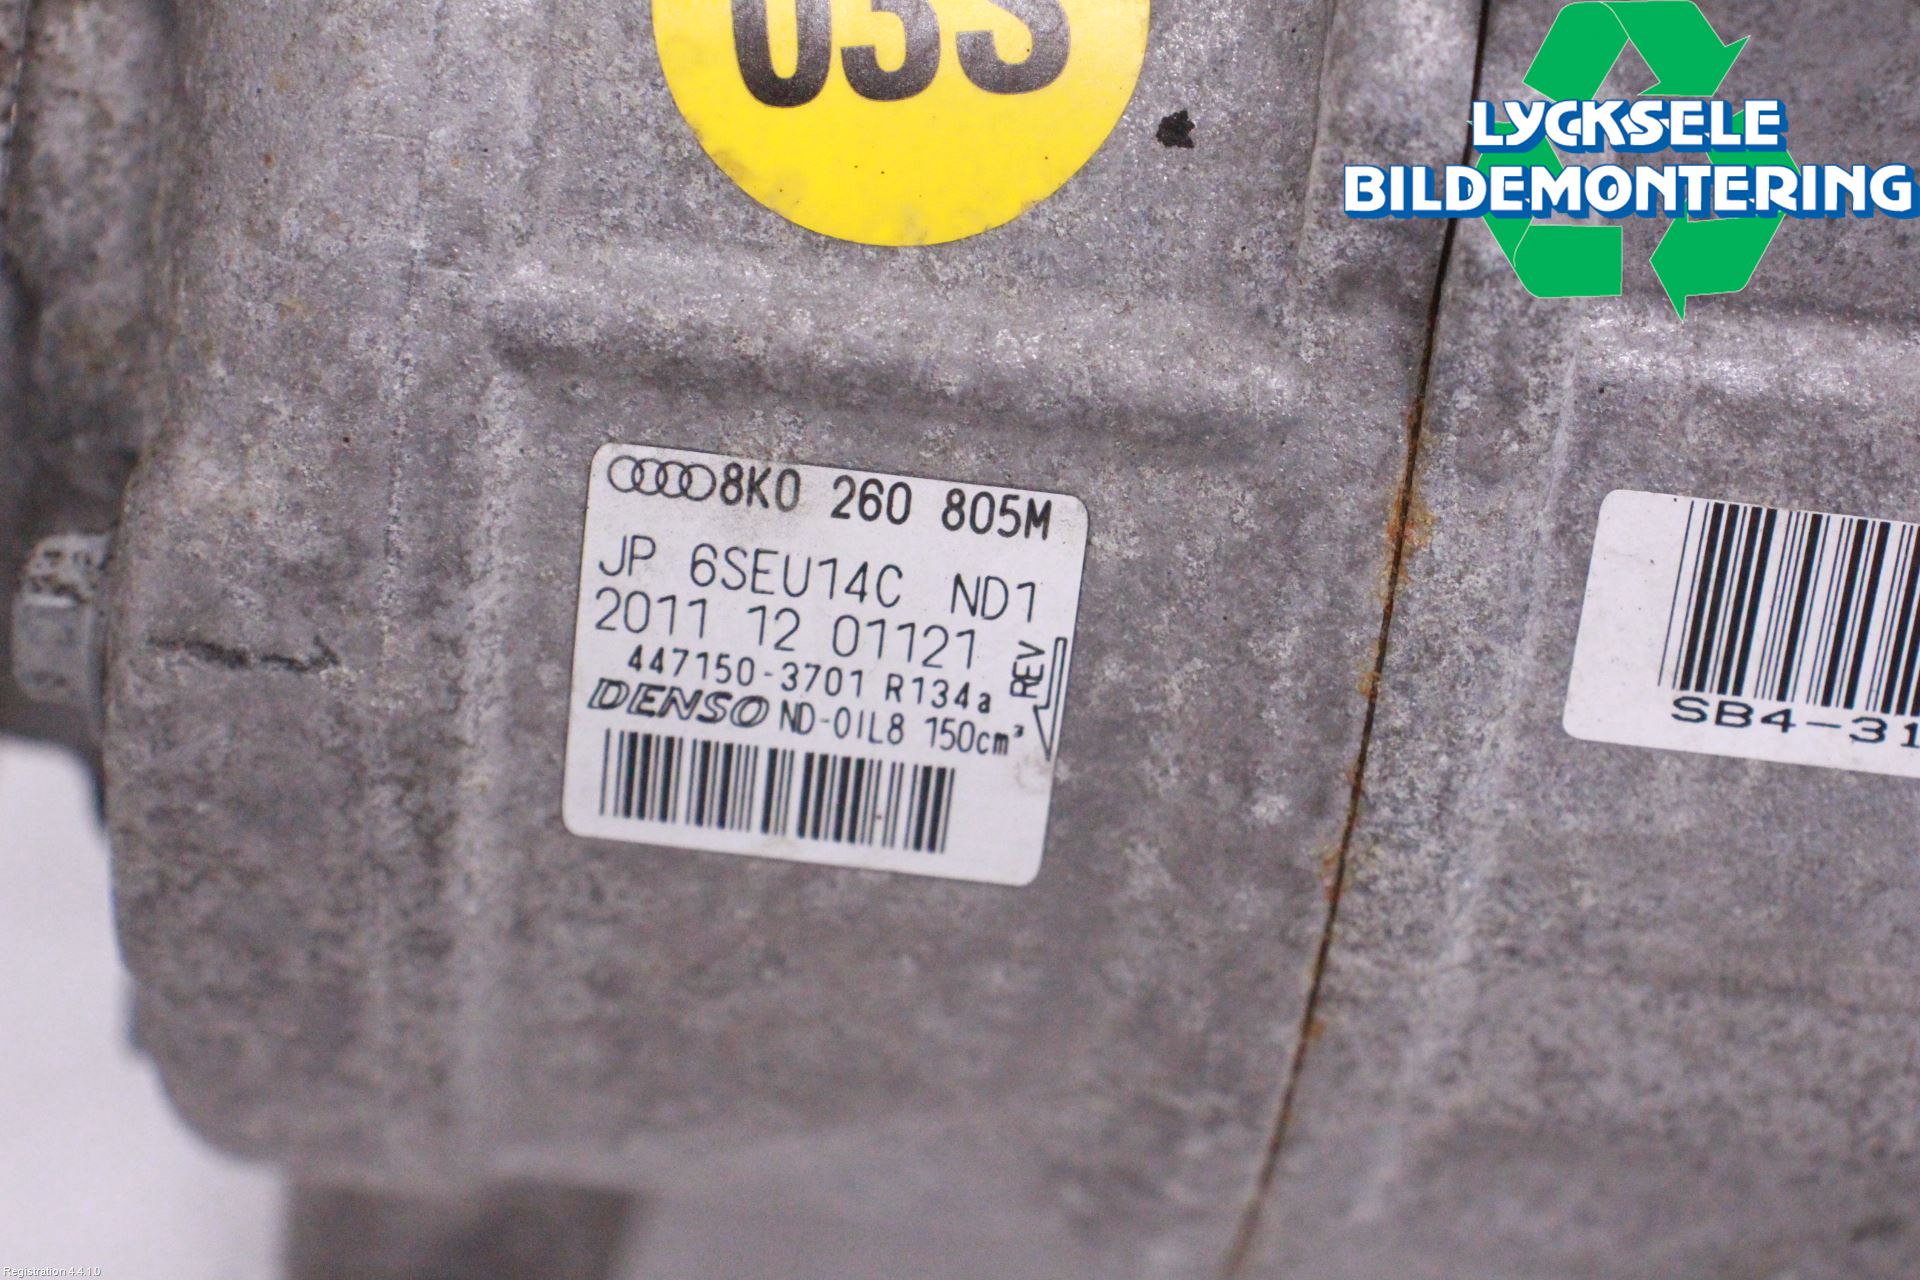 03S
LYCKSELE
BILDEMONTERING
8K0 260 805M
JP 6SEU14C ND1
2011 12 01121
447150-3701 R134a
REV
DENSO ND-OIL8 150cm³
SB4-31
Registration 4.4.1.0